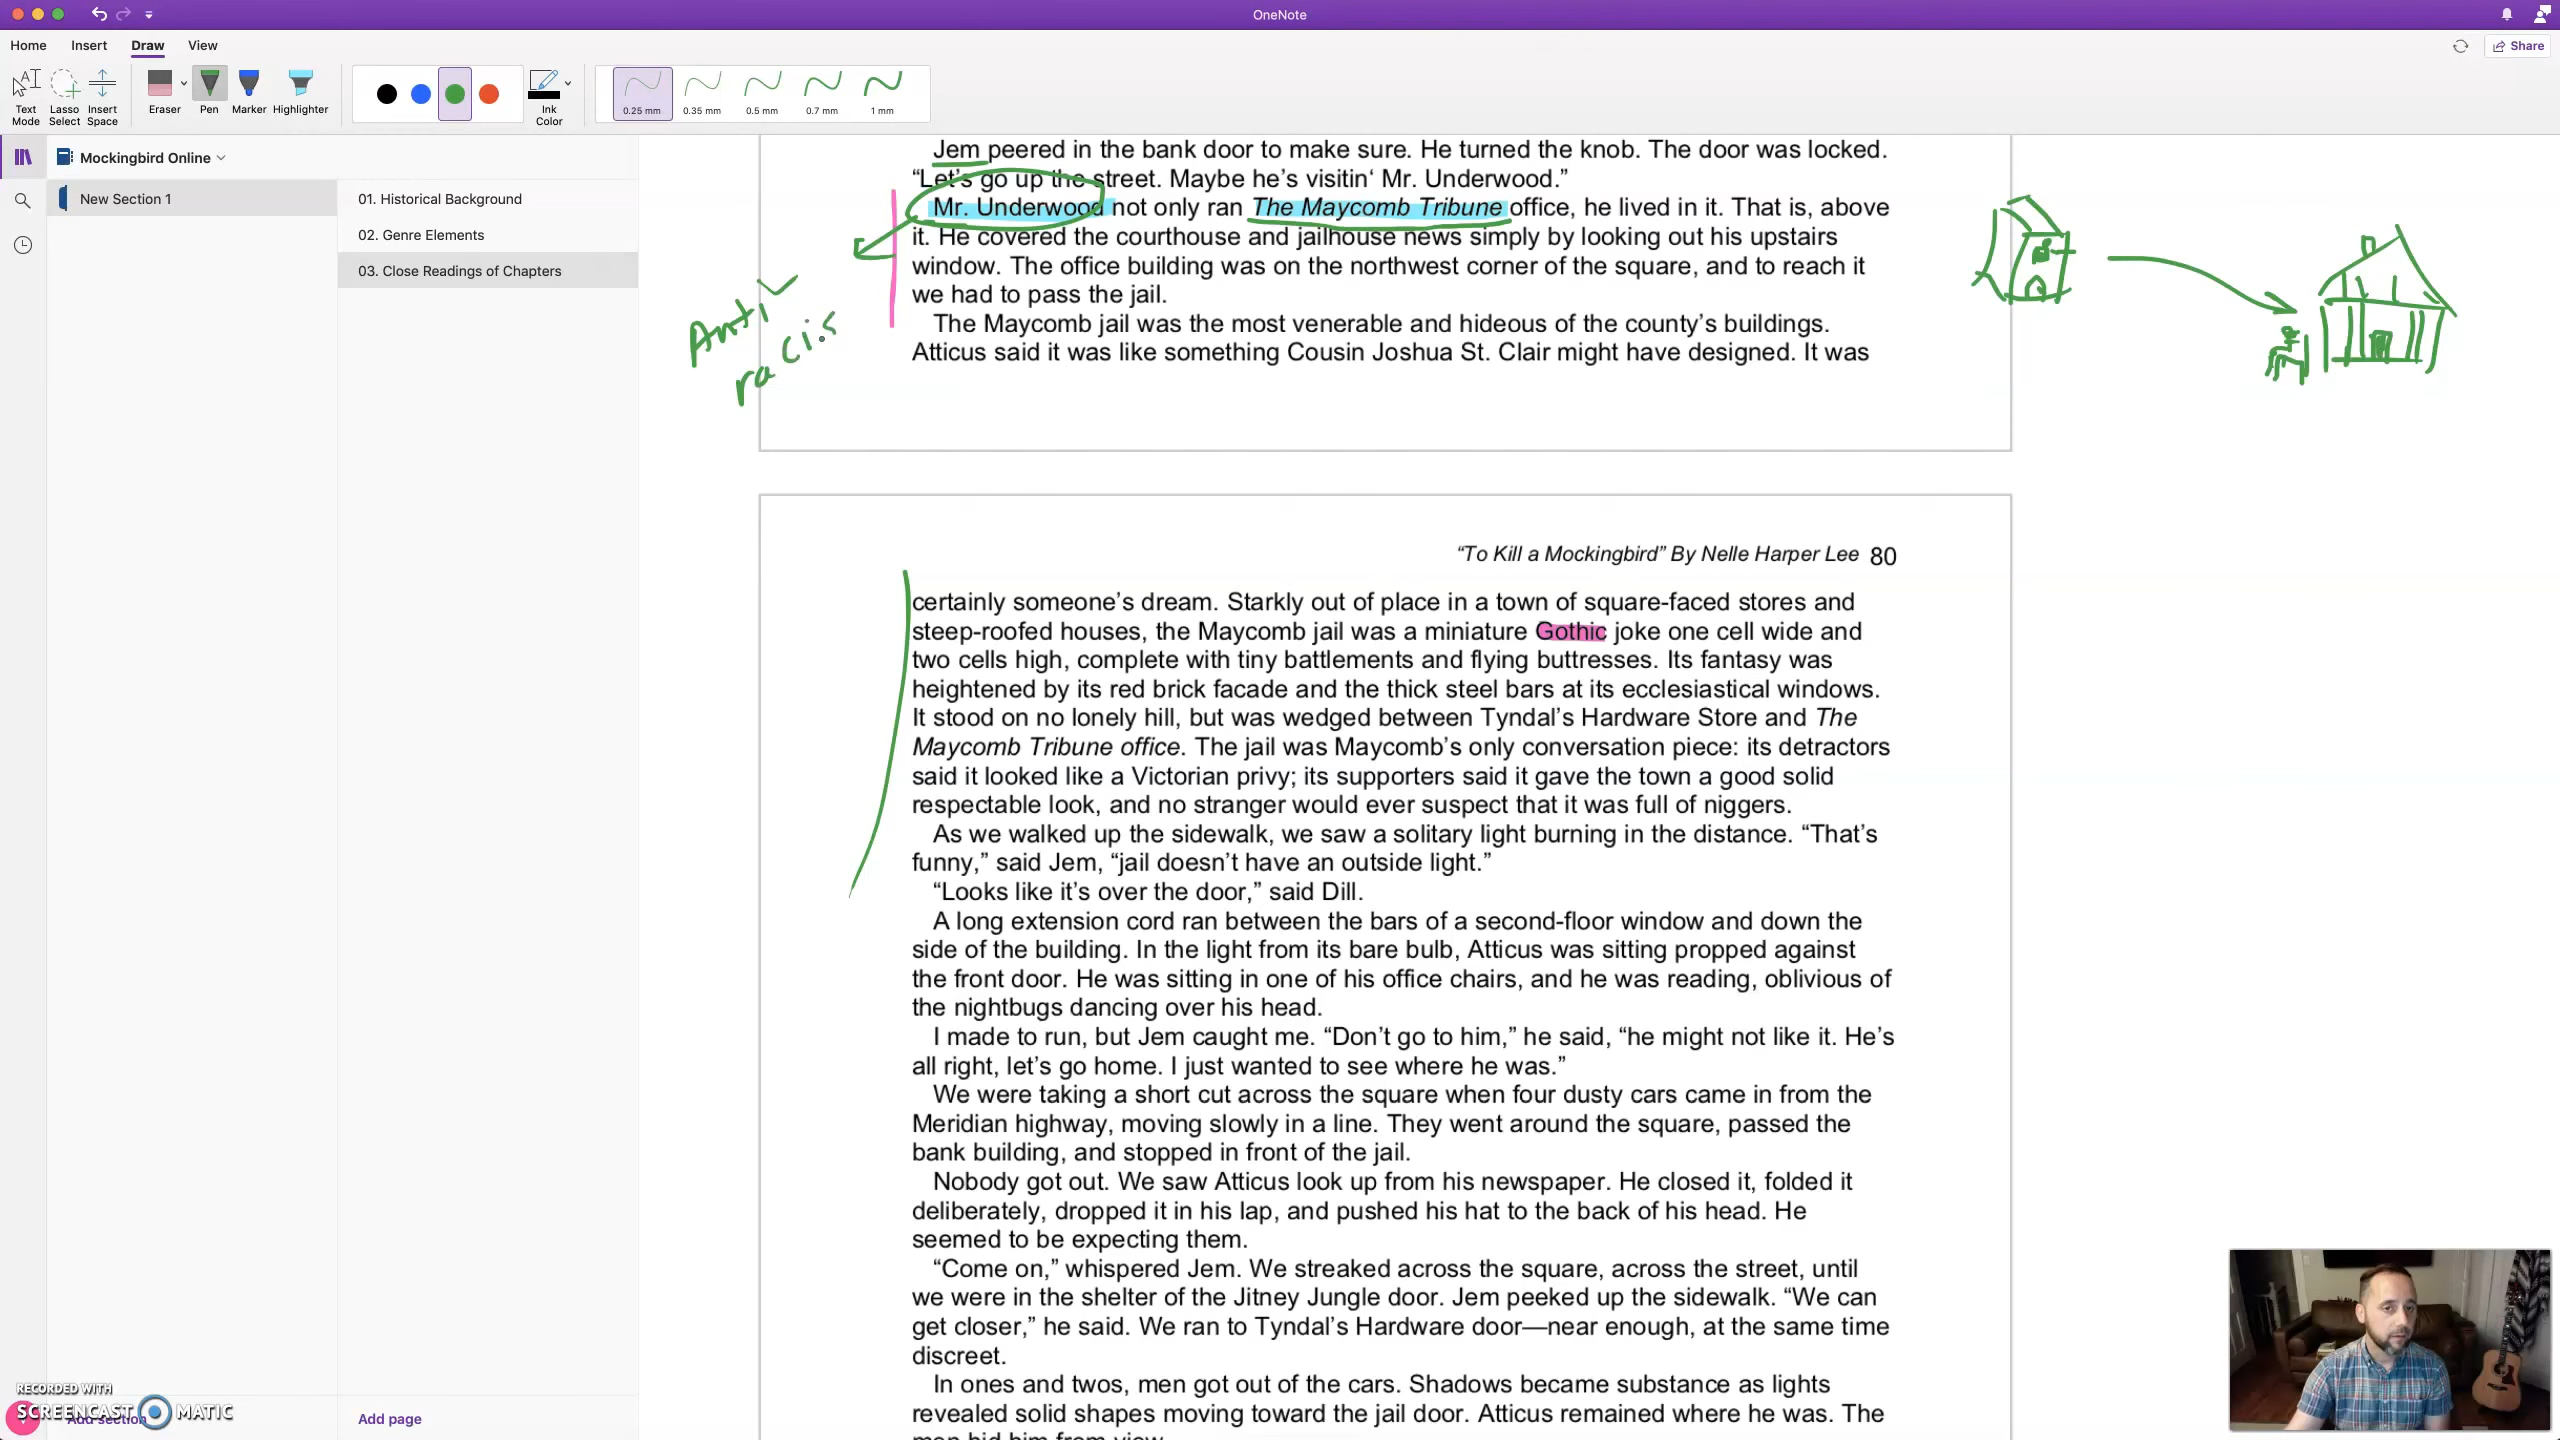 OneNote
Home Insert Draw View
Share
Text Mode
Lasso Select
Insert Space
Eraser
Pen
Marker
Highlighter
Ink Color
0.25 mm
0.35 mm
0.5 mm
0.7 mm
1 mm
Mockingbird Online
New Section 1
01. Historical Background
02. Genre Elements
03. Close Readings of Chapters
Jem peered in the bank door to make sure. He turned the knob. The door was locked.
“Let’s go up the street. Maybe he’s visitin‘ Mr. Underwood.”
Mr. Underwood not only ran The Maycomb Tribune office, he lived in it. That is, above
it. He covered the courthouse and jailhouse news simply by looking out his upstairs
window. The office building was on the northwest corner of the square, and to reach it
we had to pass the jail.
The Maycomb jail was the most venerable and hideous of the county’s buildings.
Atticus said it was like something Cousin Joshua St. Clair might have designed. It was
Anti
racis
“To Kill a Mockingbird” By Nelle Harper Lee 80
certainly someone’s dream. Starkly out of place in a town of square-faced stores and
steep-roofed houses, the Maycomb jail was a miniature Gothic joke one cell wide and
two cells high, complete with tiny battlements and flying buttresses. Its fantasy was
heightened by its red brick facade and the thick steel bars at its ecclesiastical windows.
It stood on no lonely hill, but was wedged between Tyndal’s Hardware Store and The
Maycomb Tribune office. The jail was Maycomb’s only conversation piece: its detractors
said it looked like a Victorian privy; its supporters said it gave the town a good solid
respectable look, and no stranger would ever suspect that it was full of niggers.
As we walked up the sidewalk, we saw a solitary light burning in the distance. “That’s
funny,” said Jem, “jail doesn’t have an outside light.”
“Looks like it’s over the door,” said Dill.
A long extension cord ran between the bars of a second-floor window and down the
side of the building. In the light from its bare bulb, Atticus was sitting propped against
the front door. He was sitting in one of his office chairs, and he was reading, oblivious of
the nightbugs dancing over his head.
I made to run, but Jem caught me. “Don’t go to him,” he said, “he might not like it. He’s
all right, let’s go home. I just wanted to see where he was.”
We were taking a short cut across the square when four dusty cars came in from the
Meridian highway, moving slowly in a line. They went around the square, passed the
bank building, and stopped in front of the jail.
Nobody got out. We saw Atticus look up from his newspaper. He closed it, folded it
deliberately, dropped it in his lap, and pushed his hat to the back of his head. He
seemed to be expecting them.
“Come on,” whispered Jem. We streaked across the square, across the street, until
we were in the shelter of the Jitney Jungle door. Jem peeked up the sidewalk. “We can
get closer,” he said. We ran to Tyndal’s Hardware door—near enough, at the same time
discreet.
In ones and twos, men got out of the cars. Shadows became substance as lights
revealed solid shapes moving toward the jail door. Atticus remained where he was. The
men hid him from view.
RECORDED WITH
SCREENCAST MATIC
Add section
Add page